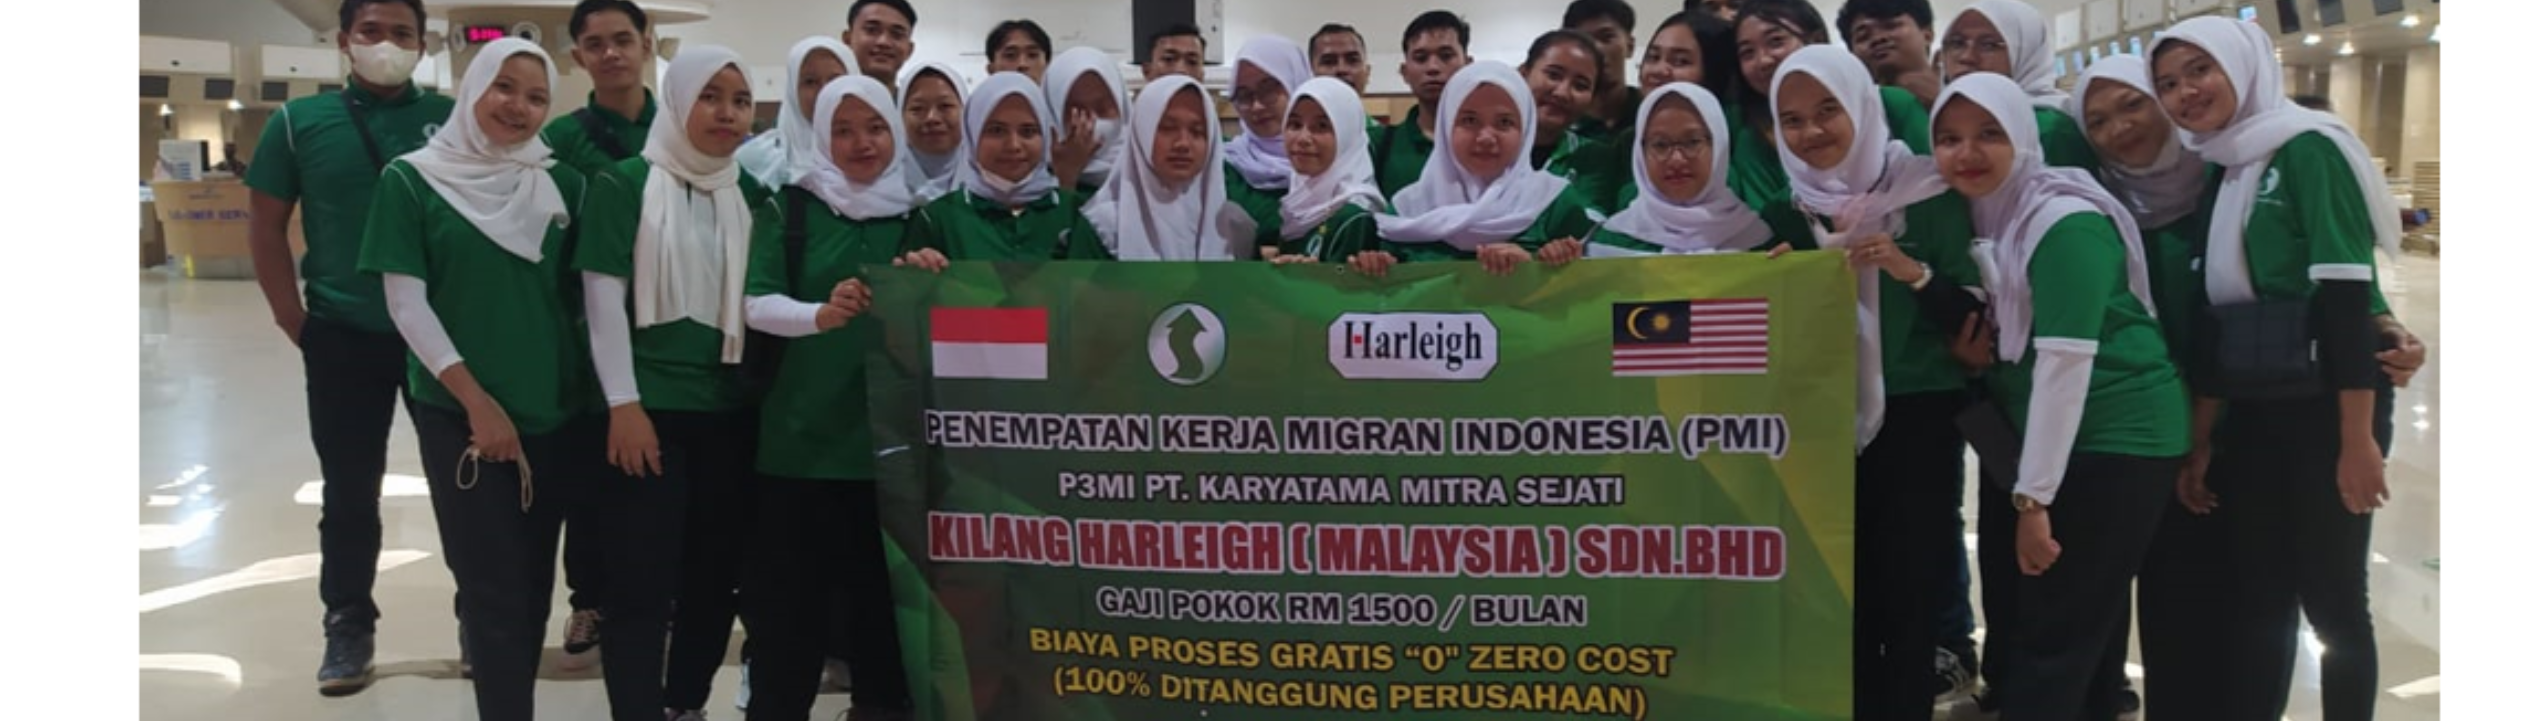 Harleigh
PENEMPATAN KERJA MIGRAN INDONESIA (PMI)
P3MI PT. KARYATAMA MITRA SEJATI
KILANG HARLEIGH ( MALAYSIA ) SDN.BHD
GAJI POKOK RM 1500 / BULAN
BIAYA PROSES GRATIS “0" ZERO COST
(100% DITANGGUNG PERUSAHAAN)